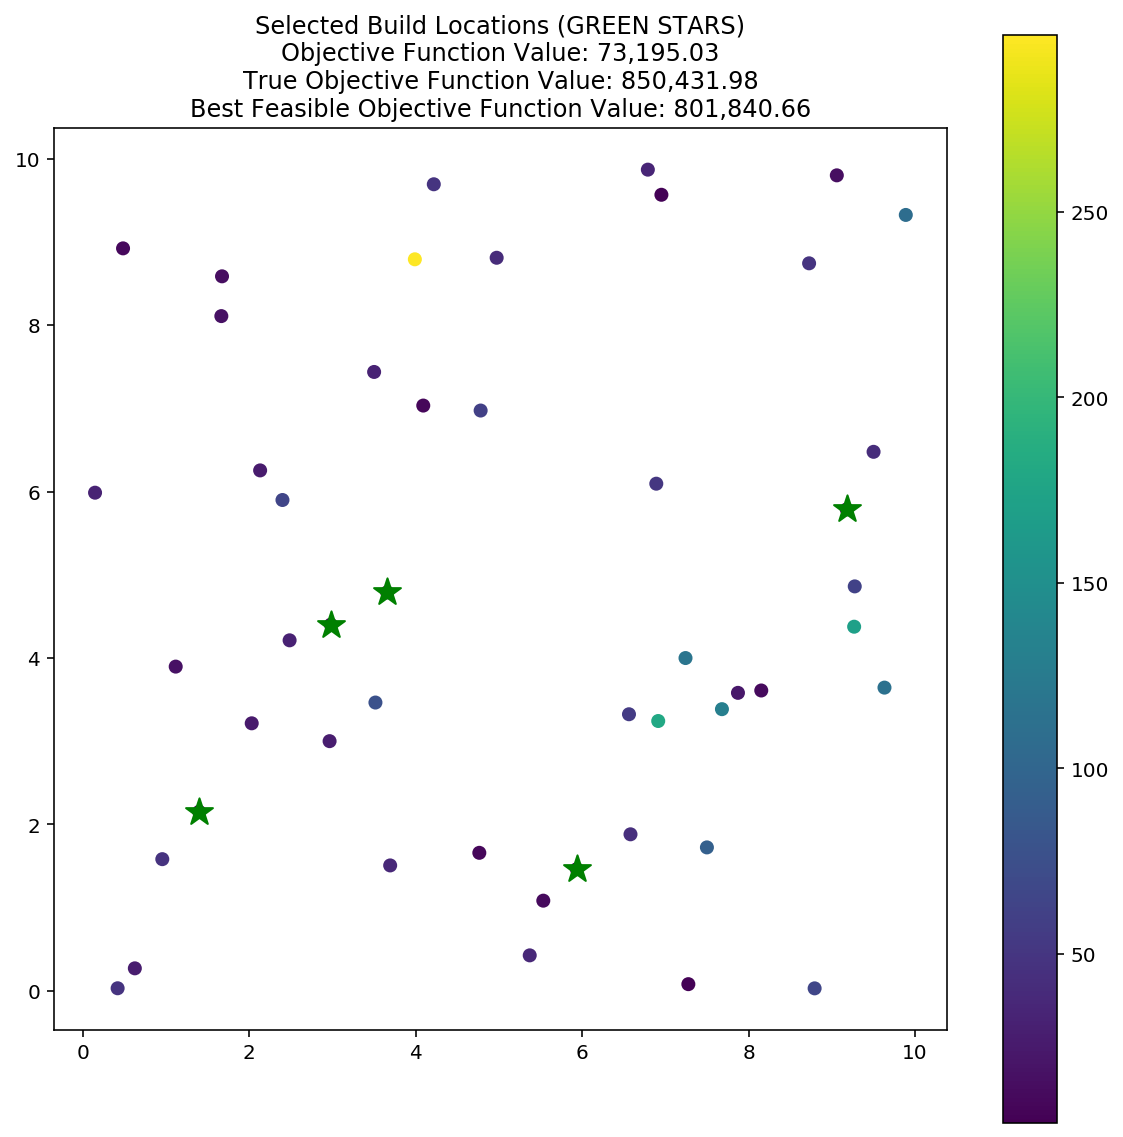 Selected Build Locations (GREEN STARS)
Objective Function Value: 73,195.03
True Objective Function Value: 850,431.98
Best Feasible Objective Function Value: 801,840.66
10
8
6
4
2
0
0 2 4 6 8 10
250
200
150
100
50